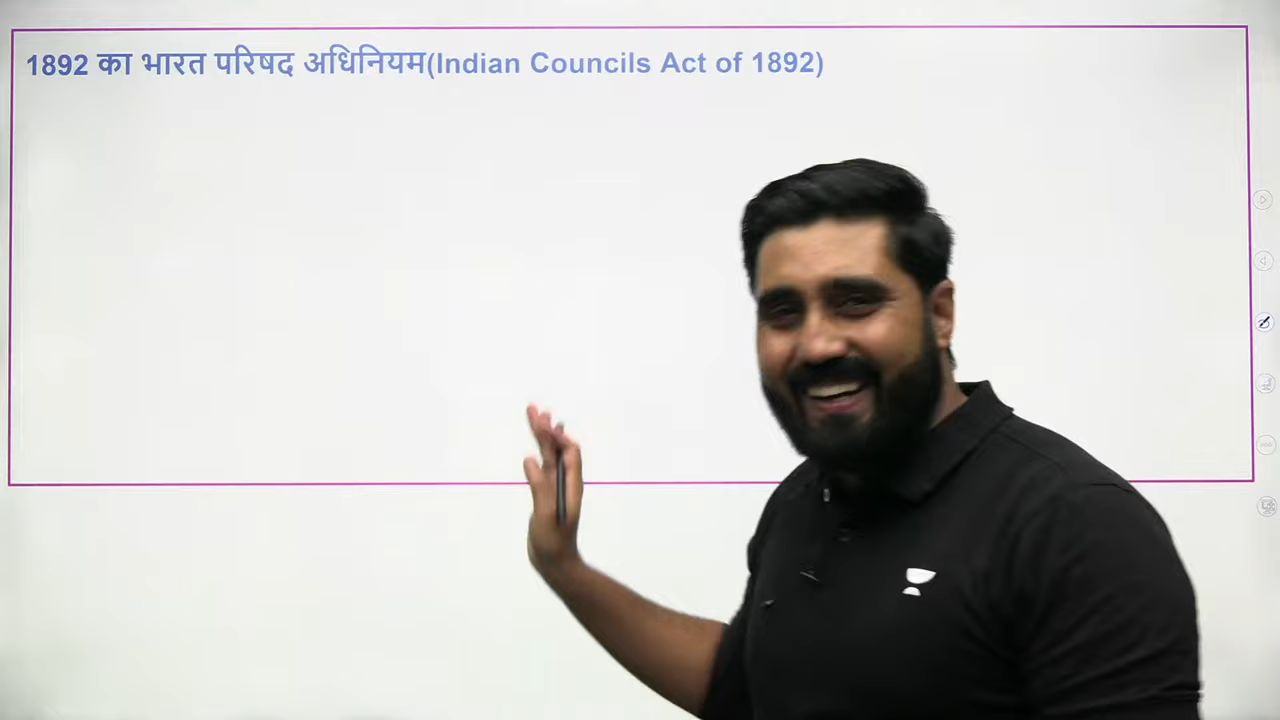 1892 का भारत परिषद अधिनियम(Indian Councils Act of 1892)